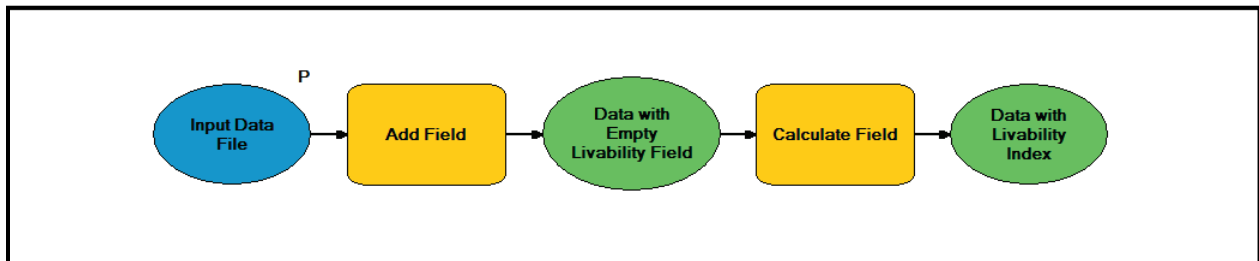 P
Input Data
File
Add Field
Data with
Empty
Livability Field
Calculate Field
Data with
Livability
Index